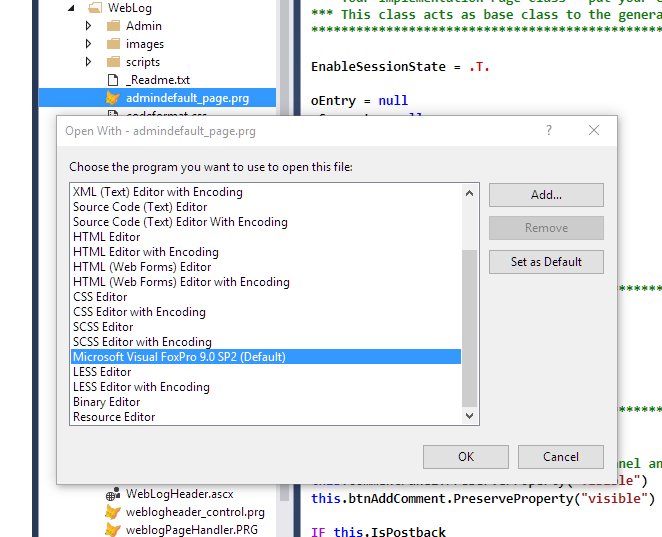 WebLog
Admin
images
scripts
_Readme.txt
admindefault_page.prg
*** This class acts as base class to the genera
EnableSessionState = .T.
oEntry = null
Open With - admindefault_page.prg
Choose the program you want to use to open this file:
XML (Text) Editor with Encoding
Source Code (Text) Editor
Source Code (Text) Editor With Encoding
HTML Editor
HTML Editor with Encoding
HTML (Web Forms) Editor
HTML (Web Forms) Editor with Encoding
CSS Editor
CSS Editor with Encoding
SCSS Editor
SCSS Editor with Encoding
Microsoft Visual FoxPro 9.0 SP2 (Default)
LESS Editor
LESS Editor with Encoding
Binary Editor
Resource Editor
Add...
Remove
Set as Default
OK
Cancel
WebLogHeader.ascx
weblogheader_control.prg
weblogPageHandler.PRG
this.btnAddComment.PreserveProperty("visible")
IF this.IsPostback